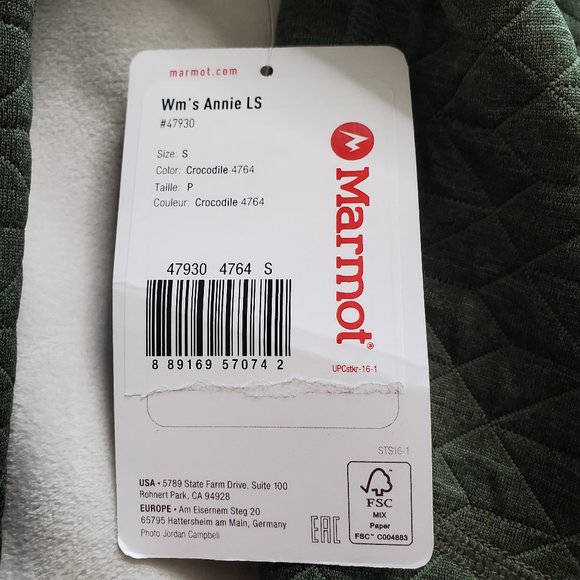 marmot.com
Wm's Annie LS
#47930
Size: S
Color: Crocodile 4764
Taille: P
Couleur: Crocodile 4764
Marmot®
47930 4764 S
8 89169 57074 2
UPCstkr-16-1
STS16-1
USA • 5789 State Farm Drive, Suite 100
Rohnert Park, CA 94928
EUROPE • Am Eisernem Steg 20
65795 Hattersheim am Main, Germany
Photo Jordan Campbell
EAC
FSC
MIX
Paper
FSC™ C004883